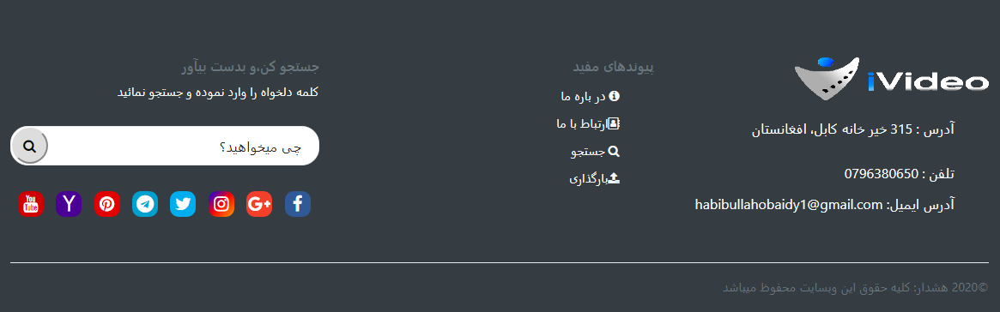 iVideo
آدرس : 315 خیر خانه کابل، افغانستان
تلفن : 0796380650
آدرس ایمیل: habibullahobaidy1@gmail.com
پیوندهای مفید
در باره ما
ارتباط با ما
جستجو
بارگذاری
جستجو کن،و بدست بیآور
کلمه دلخواه را وارد نموده و جستجو نمائید
چی میخواهید؟
You Tube
©2020 هشدار: کلیه حقوق این وبسایت محفوظ میباشد